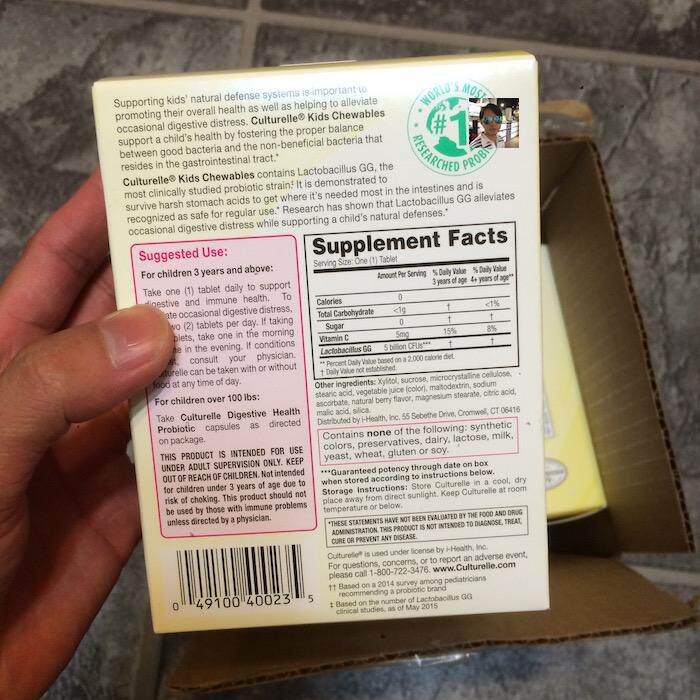 Supporting kids' natural defense systems is important to
promoting their overall health as well as helping to alleviate
occasional digestive distress. Culturelle® Kids Chewables
support a child's health by fostering the proper balance
between good bacteria and the non-beneficial bacteria that
resides in the gastrointestinal tract.*
Culturelle® Kids Chewables contains Lactobacillus GG, the
most clinically studied probiotic strain.‡ It is demonstrated to
survive harsh stomach acids to get where it's needed most in the intestines and is
recognized as safe for regular use.* Research has shown that Lactobacillus GG alleviates
occasional digestive distress while supporting a child's natural defenses.*
WORLD'S MOST
#1
RESEARCHED
Suggested Use:
For children 3 years and above:
Take one (1) tablet daily to support
digestive and immune health. To
occasional digestive distress,
(2) tablets per day. If taking
take one in the morning
in the evening. If conditions
consult your physician.
can be taken with or without
food at any time of day.
For children over 100 lbs:
Take Culturelle Digestive Health
Probiotic capsules as directed
on package.
THIS PRODUCT IS INTENDED FOR USE
UNDER ADULT SUPERVISION ONLY. KEEP
OUT OF REACH OF CHILDREN. Not intended
for children under 3 years of age due to
risk of choking. This product should not
be used by those with immune problems
unless directed by a physician.
0 49100 40023 5
Supplement Facts
Serving Size: One (1) Tablet
Amount Per Serving % Daily Value 3 years of age % Daily Value 4+ years of age**
Calories 0
Total Carbohydrate <1g † <1%
Sugar 0 † †
Vitamin C 5mg 15% 8%
Lactobacillus GG 5 billion CFUs*** † †
** Percent Daily Value based on a 2,000 calorie diet.
† Daily Value not established.
Other ingredients: Xylitol, sucrose, microcrystalline cellulose,
stearic acid, vegetable juice (color), maltodextrin, sodium
ascorbate, natural berry flavor, magnesium stearate, citric acid,
malic acid, silica.
Distributed by i-Health, Inc. 55 Sebethe Drive, Cromwell, CT 06416
Contains none of the following: synthetic
colors, preservatives, dairy, lactose, milk,
yeast, wheat, gluten or soy.
***Guaranteed potency through date on box
when stored according to instructions below.
Storage Instructions: Store Culturelle in a cool, dry
place away from direct sunlight. Keep Culturelle at room
temperature or below.
*THESE STATEMENTS HAVE NOT BEEN EVALUATED BY THE FOOD AND DRUG
ADMINISTRATION. THIS PRODUCT IS NOT INTENDED TO DIAGNOSE, TREAT,
CURE OR PREVENT ANY DISEASE.
Culturelle® is used under license by i-Health, Inc.
For questions, concerns, or to report an adverse event,
please call 1-800-722-3476. www.Culturelle.com
†† Based on a 2014 survey among pediatricians
recommending a probiotic brand
‡ Based on the number of Lactobacillus GG
clinical studies, as of May 2015